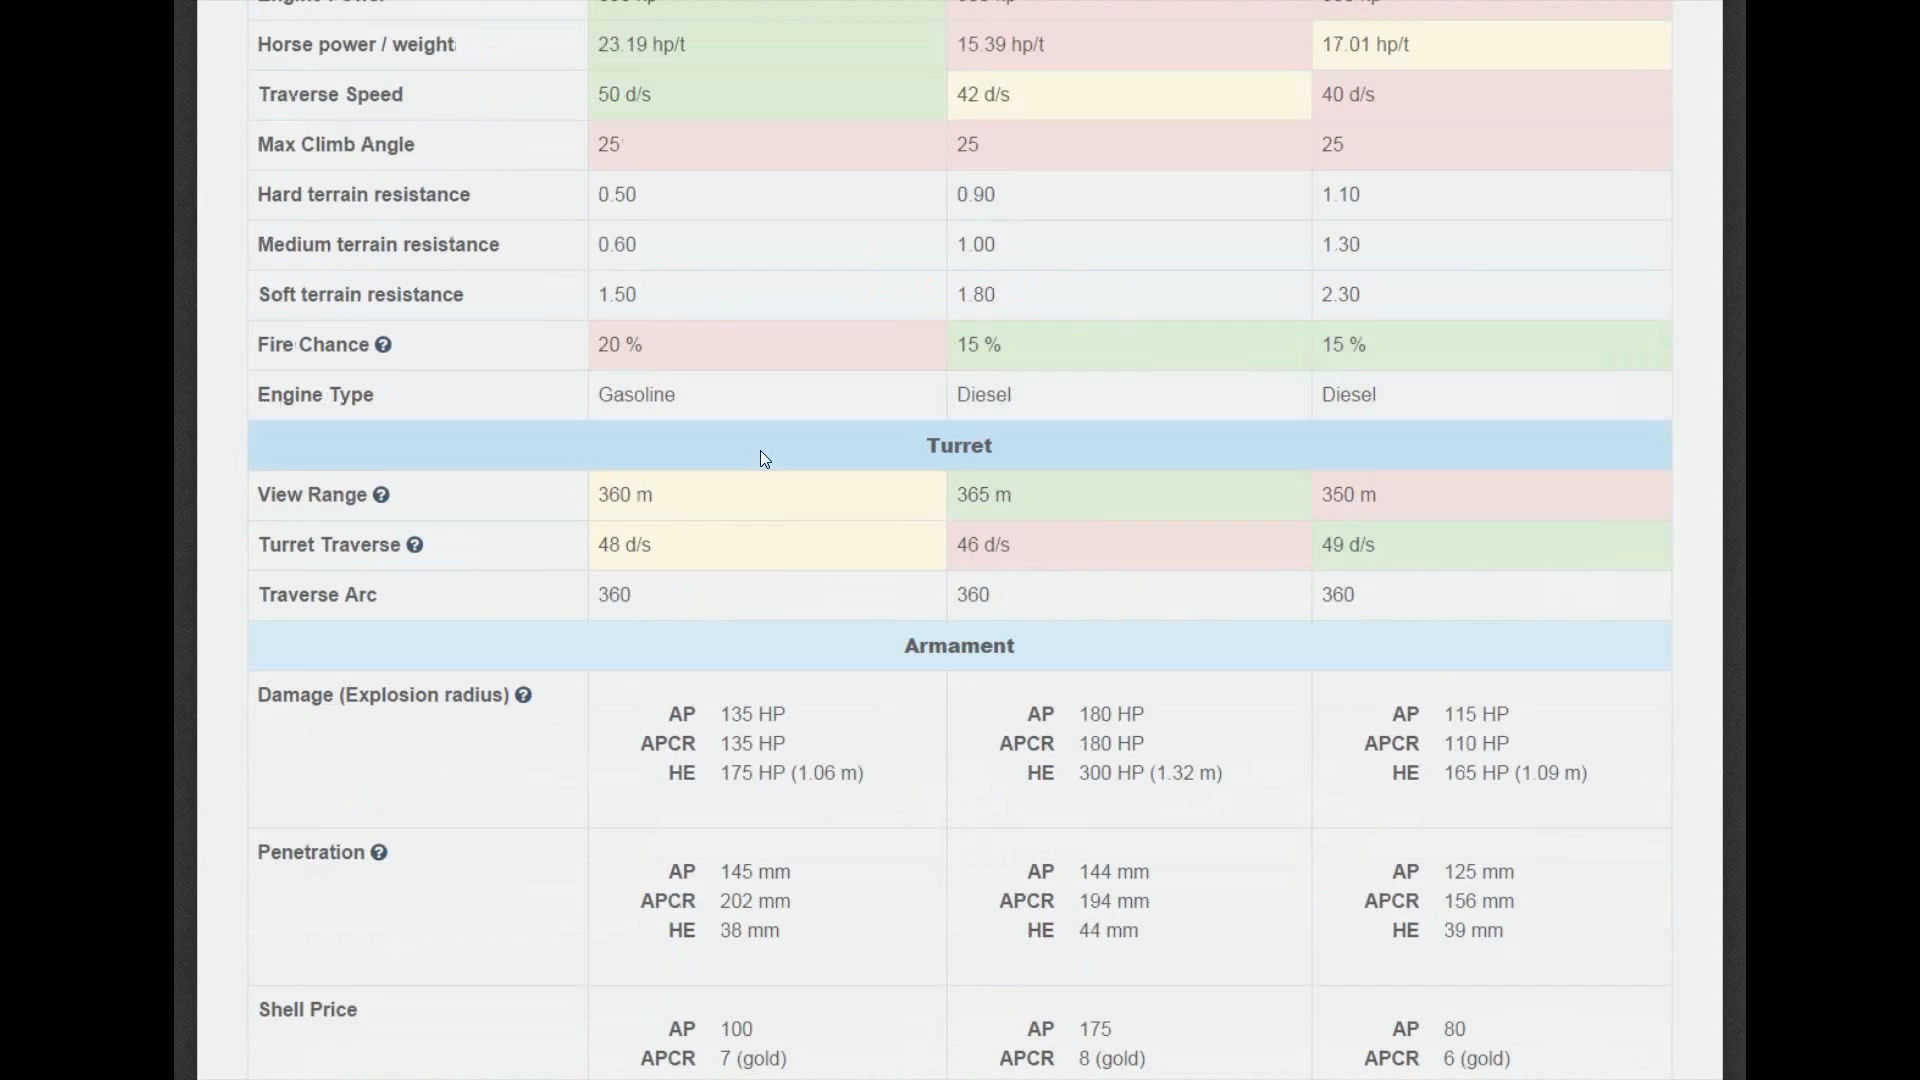 Horse power / weight 23.19 hp/t 15.39 hp/t 17.01 hp/t
Traverse Speed 50 d/s 42 d/s 40 d/s
Max Climb Angle 25 25 25
Hard terrain resistance 0.50 0.90 1.10
Medium terrain resistance 0.60 1.00 1.30
Soft terrain resistance 1.50 1.80 2.30
Fire Chance 20 % 15 % 15 %
Engine Type Gasoline Diesel Diesel
Turret
View Range 360 m 365 m 350 m
Turret Traverse 48 d/s 46 d/s 49 d/s
Traverse Arc 360 360 360
Armament
Damage (Explosion radius)
AP 135 HP AP 180 HP AP 115 HP
APCR 135 HP APCR 180 HP APCR 110 HP
HE 175 HP (1.06 m) HE 300 HP (1.32 m) HE 165 HP (1.09 m)
Penetration
AP 145 mm AP 144 mm AP 125 mm
APCR 202 mm APCR 194 mm APCR 156 mm
HE 38 mm HE 44 mm HE 39 mm
Shell Price
AP 100 AP 175 AP 80
APCR 7 (gold) APCR 8 (gold) APCR 6 (gold)